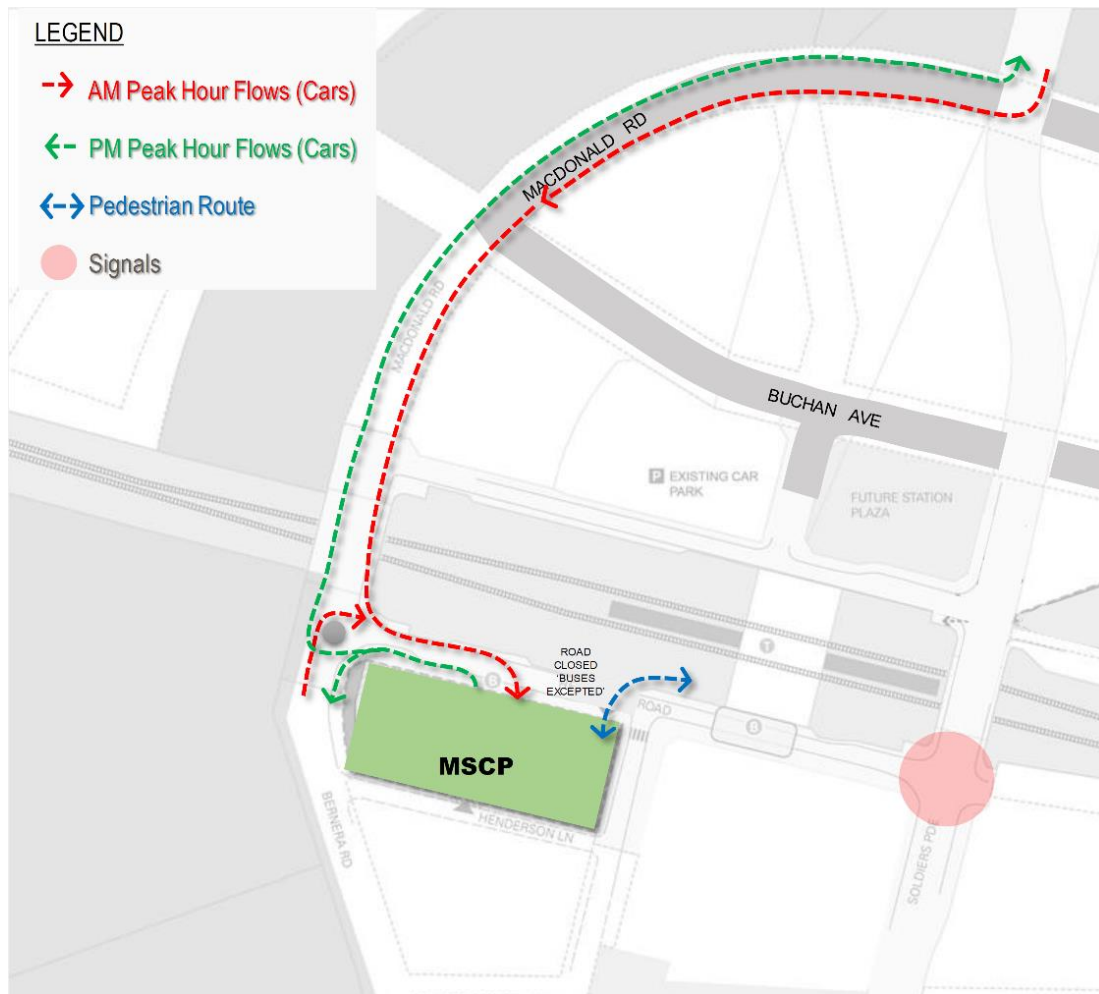 LEGEND
AM Peak Hour Flows (Cars)
PM Peak Hour Flows (Cars)
Pedestrian Route
Signals
MACDONALD RD
MACDONALD RD
BUCHAN AVE
P EXISTING CAR
PARK
FUTURE STATION
PLAZA
T
ROAD
CLOSED
'BUSES
EXCEPTED'
B
ROAD
B
MSCP
HENDERSON LN
BERNERA RD
SOLDIERS PDE